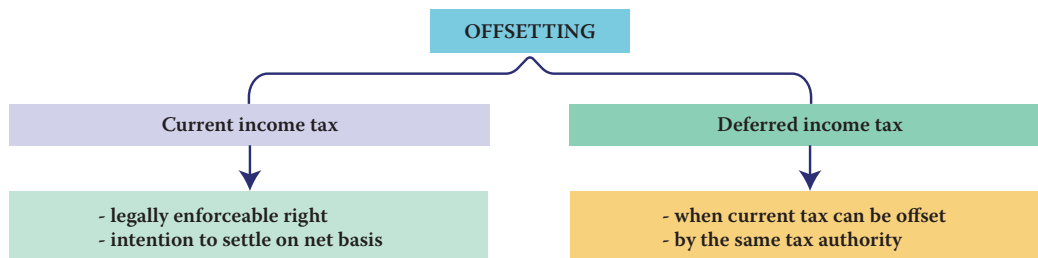 OFFSETTING
Current income tax
Deferred income tax
- legally enforceable right
- intention to settle on net basis
- when current tax can be offset
- by the same tax authority